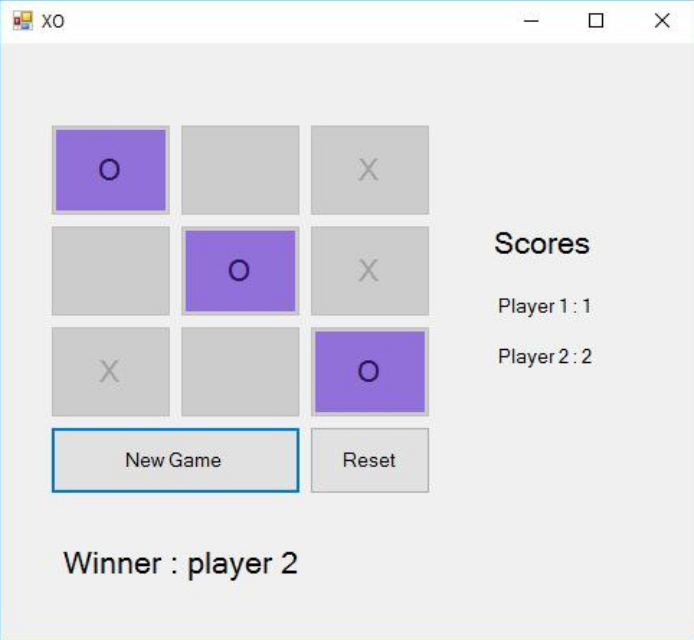 XO
O X
O X
X O
Scores
Player 1 : 1
Player 2 : 2
New Game Reset
Winner : player 2